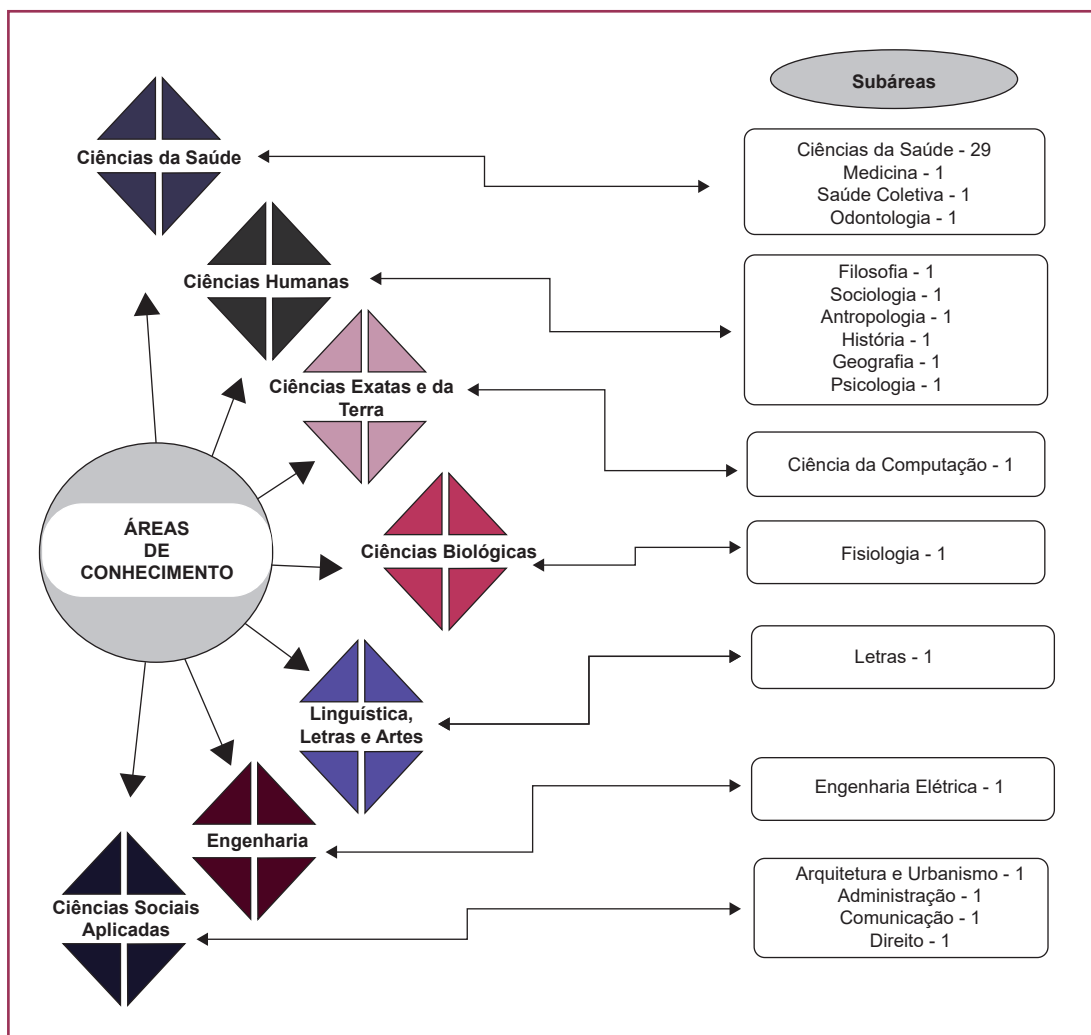 Subáreas
Ciências da Saúde
Ciências da Saúde - 29
Medicina - 1
Saúde Coletiva - 1
Odontologia - 1
Ciências Humanas
Filosofia - 1
Sociologia - 1
Antropologia - 1
História - 1
Geografia - 1
Psicologia - 1
Ciências Exatas e da
Terra
Ciência da Computação - 1
ÁREAS
DE
CONHECIMENTO
Ciências Biológicas
Fisiologia - 1
Linguística,
Letras e Artes
Letras - 1
Engenharia
Engenharia Elétrica - 1
Ciências Sociais
Aplicadas
Arquitetura e Urbanismo - 1
Administração - 1
Comunicação - 1
Direito - 1